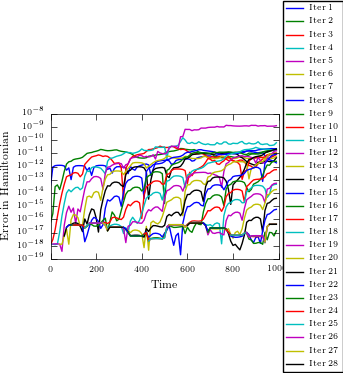 Iter 1
Iter 2
Iter 3
Iter 4
Iter 5
Iter 6
Iter 7
Iter 8
Iter 9
Iter 10
Iter 11
Iter 12
Iter 13
Iter 14
Iter 15
Iter 16
Iter 17
Iter 18
Iter 19
Iter 20
Iter 21
Iter 22
Iter 23
Iter 24
Iter 25
Iter 26
Iter 27
Iter 28
Error in Hamiltonian
10^-8
10^-9
10^-10
10^-11
10^-12
10^-13
10^-14
10^-15
10^-16
10^-17
10^-18
10^-19
0 200 400 600 800
Time